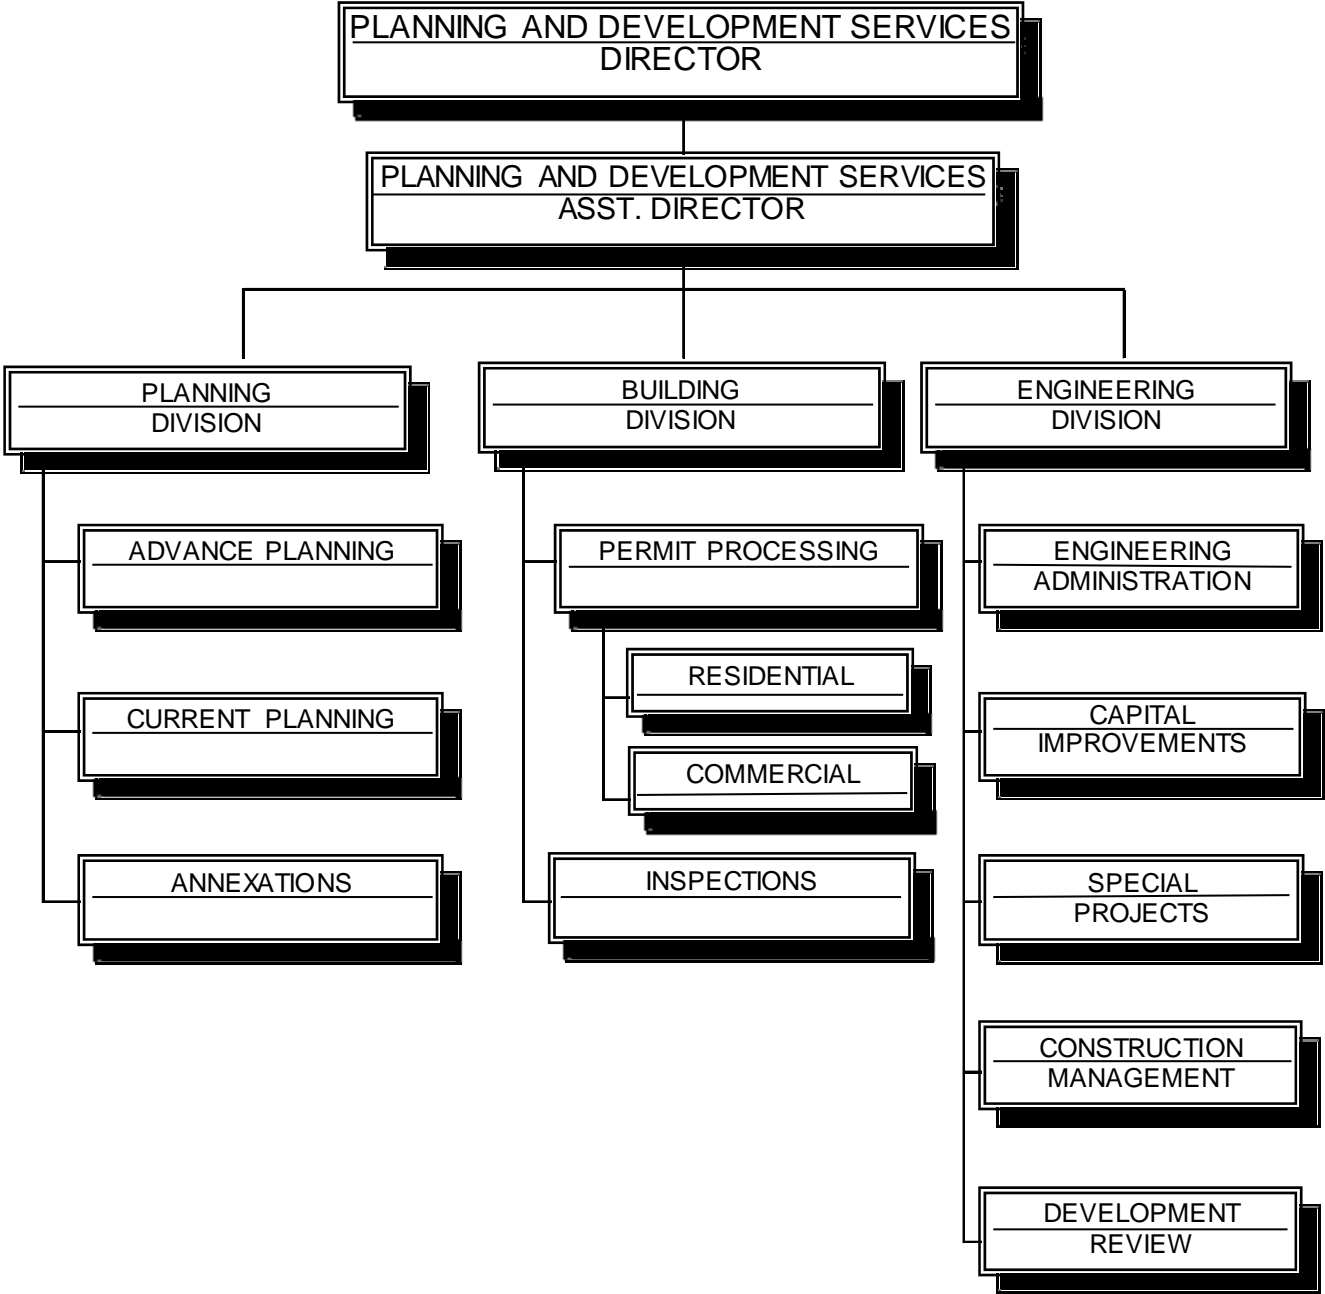 PLANNING AND DEVELOPMENT SERVICES
DIRECTOR
PLANNING AND DEVELOPMENT SERVICES
ASST. DIRECTOR
PLANNING
DIVISION
ADVANCE PLANNING
CURRENT PLANNING
ANNEXATIONS
BUILDING
DIVISION
PERMIT PROCESSING
RESIDENTIAL
COMMERCIAL
INSPECTIONS
ENGINEERING
DIVISION
ENGINEERING
ADMINISTRATION
CAPITAL
IMPROVEMENTS
SPECIAL
PROJECTS
CONSTRUCTION
MANAGEMENT
DEVELOPMENT
REVIEW